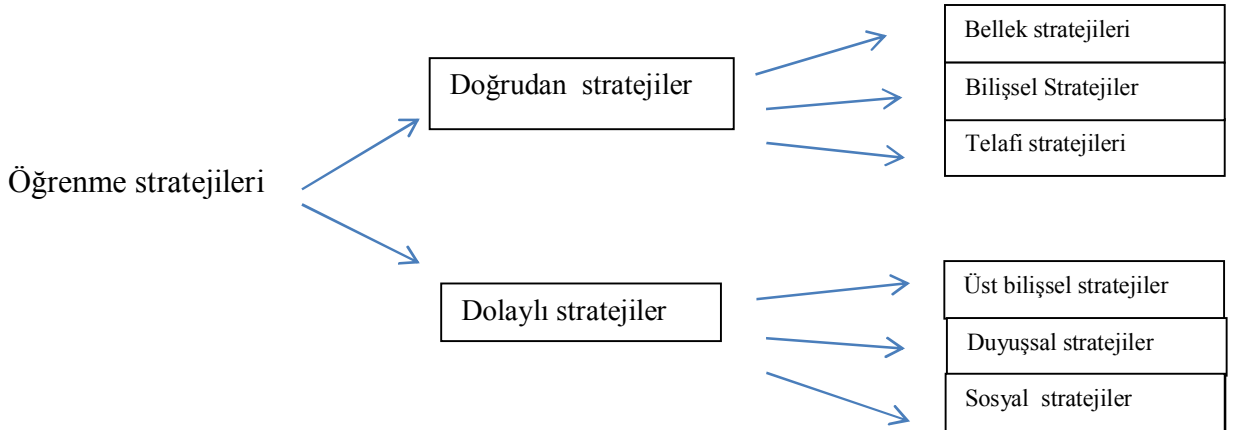 Öğrenme stratejileri
Doğrudan stratejiler
Bellek stratejileri
Bilişsel Stratejiler
Telafi stratejileri
Dolaylı stratejiler
Üst bilişsel stratejiler
Duyuşsal stratejiler
Sosyal stratejiler